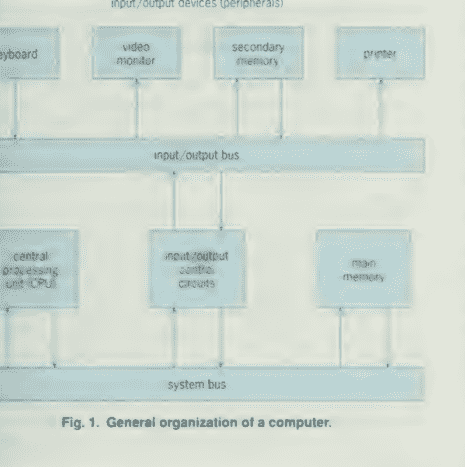 input/output devices (peripherals)
eyboard
video
monitor
secondary
memory
printer
input/output bus
central
processing
unit (CPU)
input/output
control
circuits
main
memory
system bus
Fig. 1. General organization of a computer.